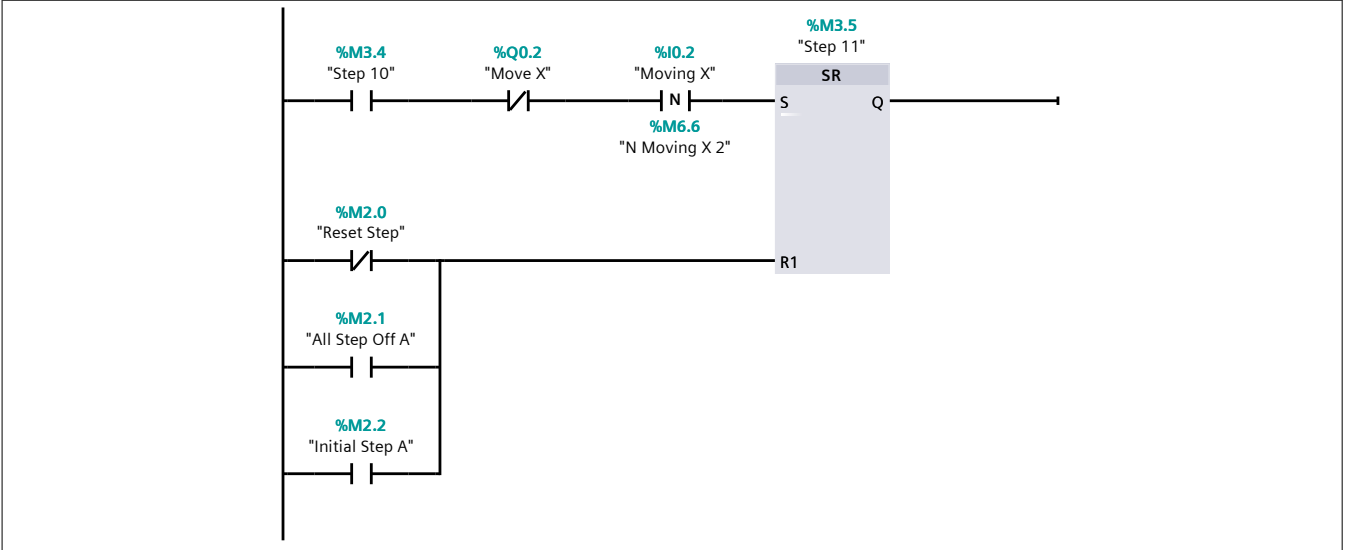 %M3.5
"Step 11"
%M3.4
"Step 10"
%Q0.2
"Move X"
%I0.2
"Moving X"
SR
N
S
Q
%M6.6
"N Moving X 2"
%M2.0
"Reset Step"
R1
%M2.1
"All Step Off A"
%M2.2
"Initial Step A"